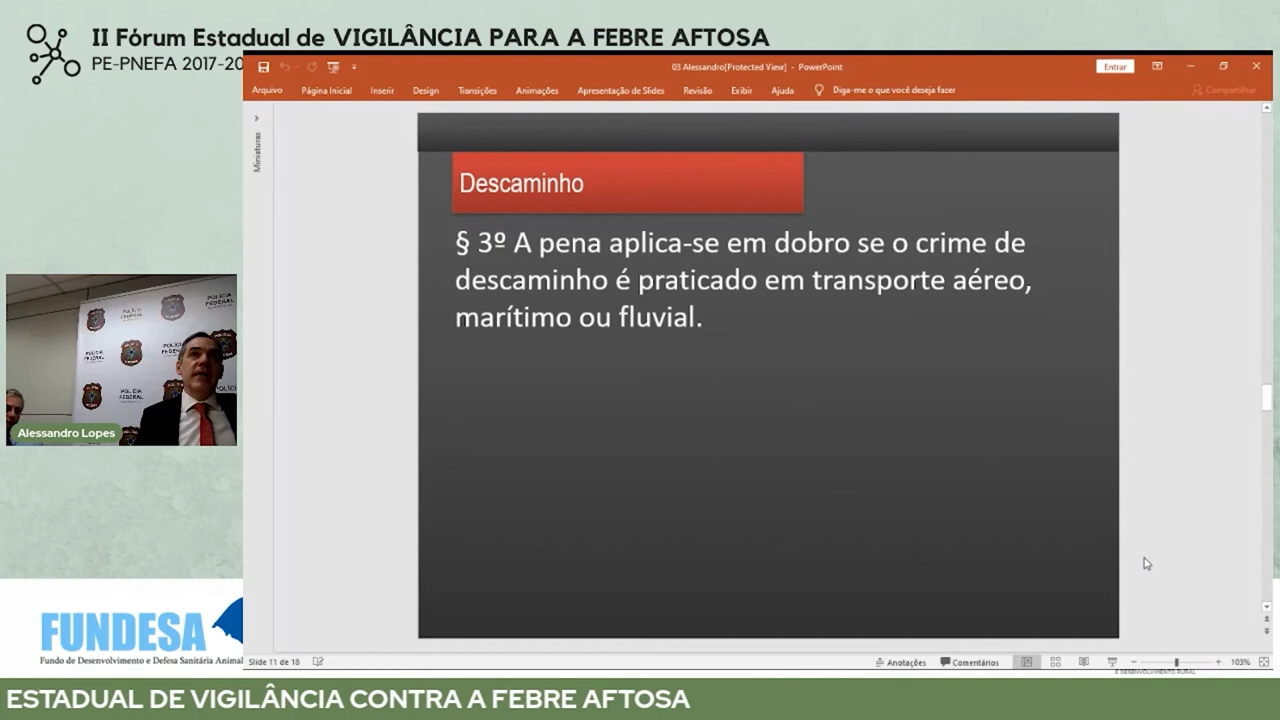 II Fórum Estadual de VIGILÂNCIA PARA A FEBRE AFTOSA
PE-PNEFA 2017-20
03 Alessandro[Protected View] - PowerPoint
Entrar
Arquivo Página Inicial Inserir Design Transições Animações Apresentação de Slides Revisão Exibir Ajuda Diga-me o que você deseja fazer Compartilhar
Miniaturas
Descaminho
§ 3º A pena aplica-se em dobro se o crime de
descaminho é praticado em transporte aéreo,
marítimo ou fluvial.
POLÍCIA FEDERAL
Alessandro Lopes
FUNDESA
Fundo de Desenvolvimento e Defesa Sanitária Animal
Slide 11 de 18
Anotações Comentários 103%
E DESENVOLVIMENTO RURAL
ESTADUAL DE VIGILÂNCIA CONTRA A FEBRE AFTOSA